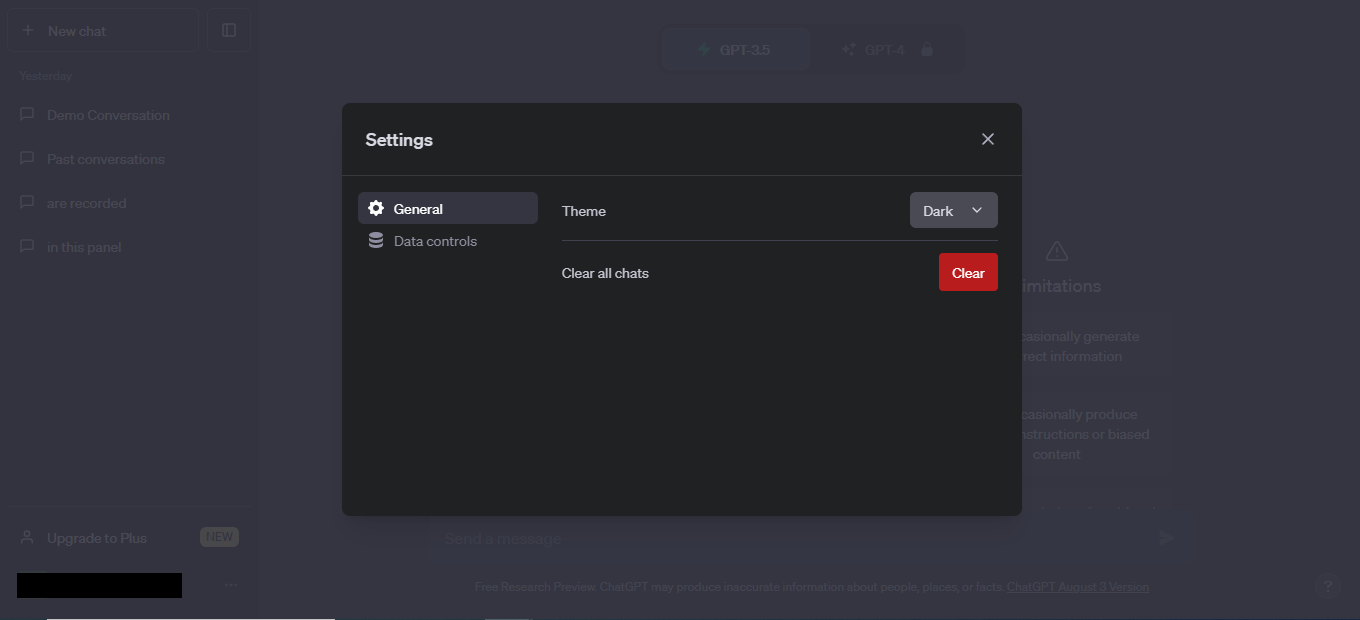 New chat
GPT-3.5
GPT-4
Yesterday
Demo Conversation
Past conversations
are recorded
in this panel
Settings
General
Data controls
Theme
Dark
Clear all chats
Clear
imitations
casionally generate
rect information
casionally produce
structions or biased
content
Upgrade to Plus
NEW
Send a message
Free Research Preview. ChatGPT may produce inaccurate information about people, places, or facts. ChatGPT August 3 Version
?